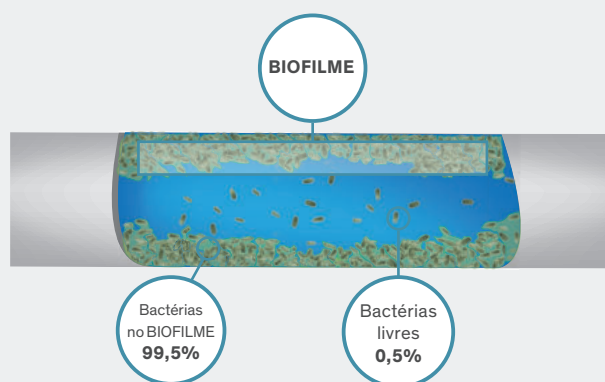 BIOFILME
Bactérias
no BIOFILME
99,5%
Bactérias
livres
0,5%